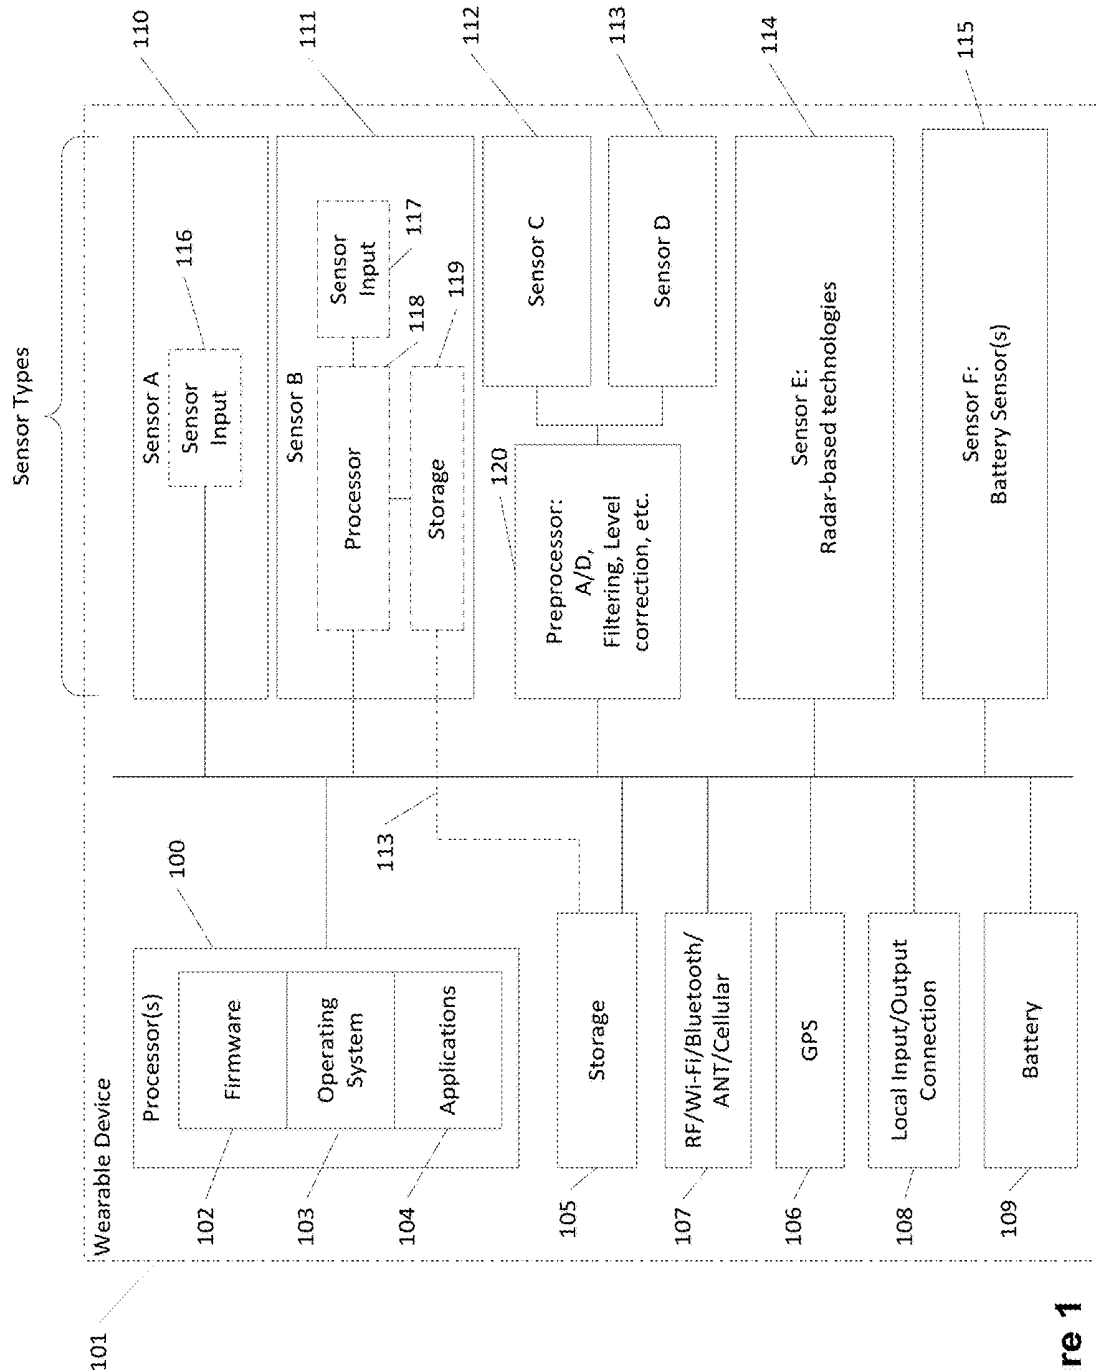 101
Wearable Device
Sensor Types
Processor(s)
100
102
Firmware
103
Operating
System
104
Applications
105
Storage
113
107
RF/Wi-Fi/Bluetooth/
ANT/Cellular
106
GPS
108
Local Input/Output
Connection
109
Battery
Sensor A
110
Sensor
Input
116
Sensor B
111
Processor
118
Sensor
Input
117
Storage
119
120
Preprocessor:
A/D,
Filtering, Level
correction, etc.
Sensor C
112
Sensor D
113
Sensor E:
Radar-based technologies
114
Sensor F:
Battery Sensor(s)
115
re 1